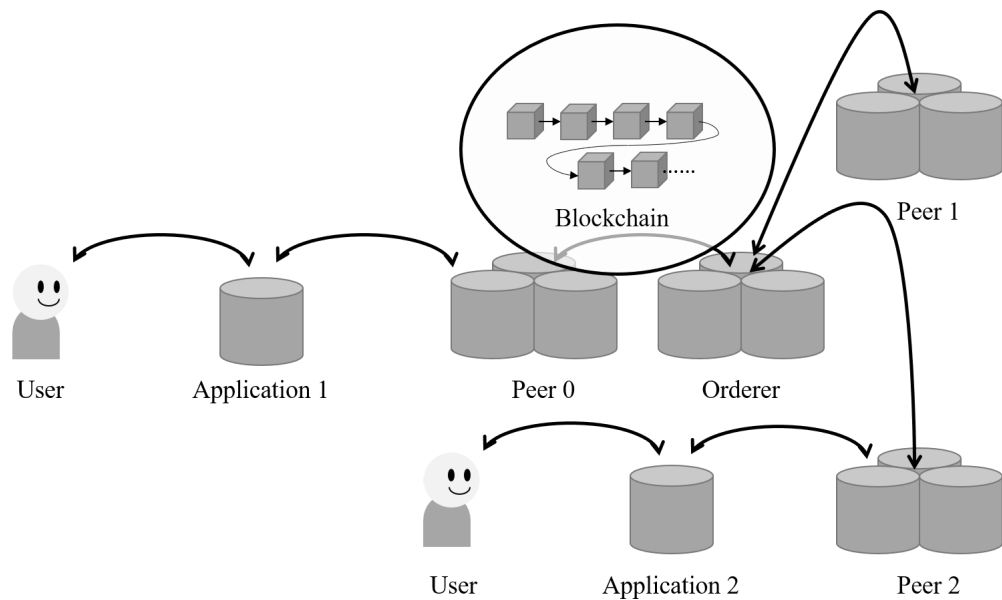 Blockchain
Peer 1
User
Application 1
Peer 0
Orderer
User
Application 2
Peer 2